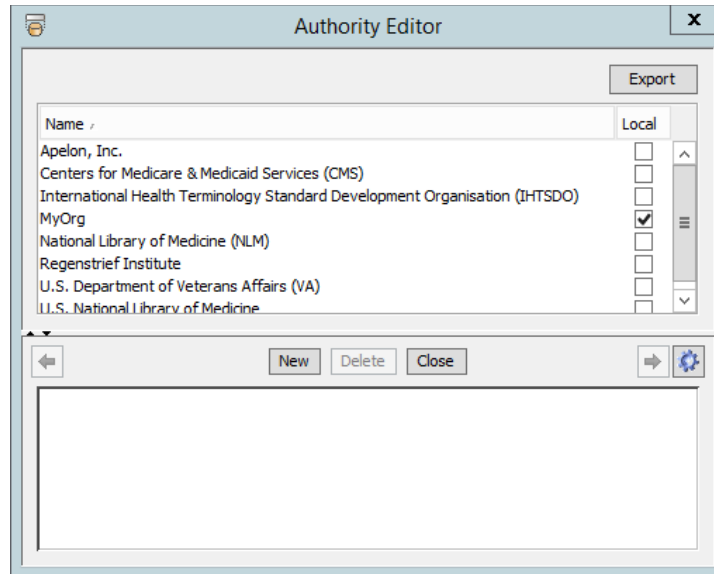 Authority Editor
x
Export
Name
Local
Apelon, Inc.
Centers for Medicare & Medicaid Services (CMS)
International Health Terminology Standard Development Organisation (IHTSDO)
MyOrg
National Library of Medicine (NLM)
Regenstrief Institute
U.S. Department of Veterans Affairs (VA)
U.S. National Library of Medicine
New Delete Close